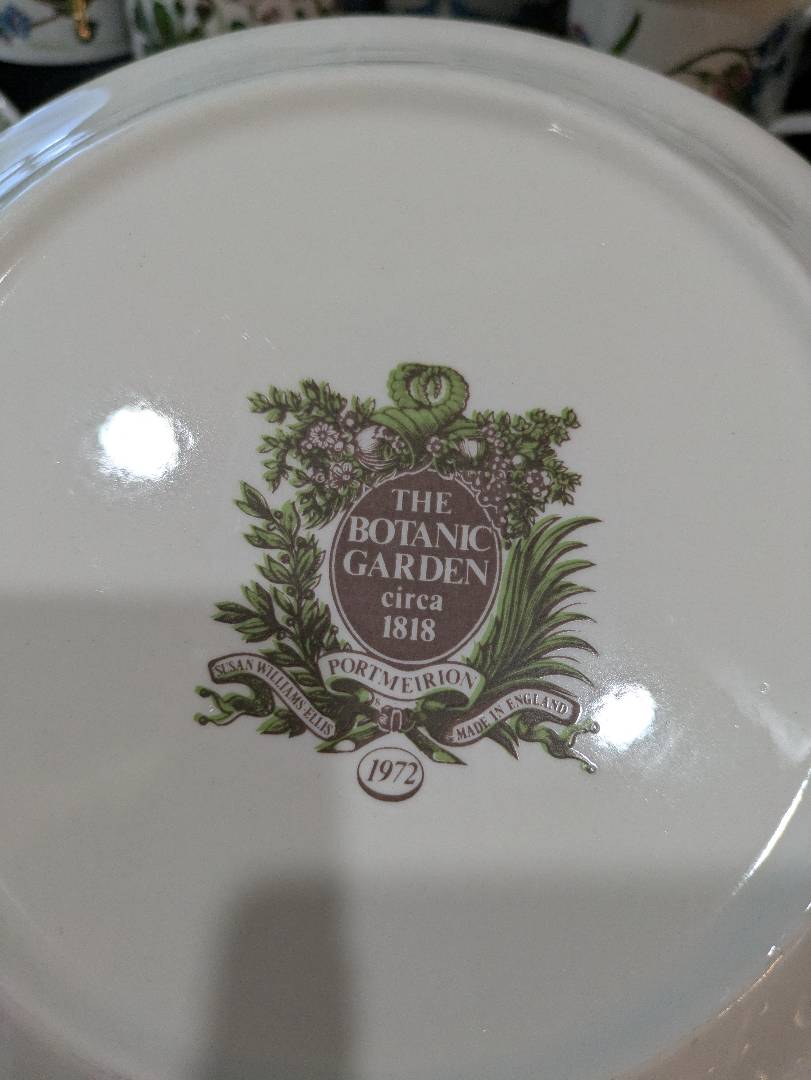 THE
BOTANIC
GARDEN
circa
1818
PORTMEIRION
SUSAN WILLIAMS-ELLIS
MADE IN ENGLAND
1972